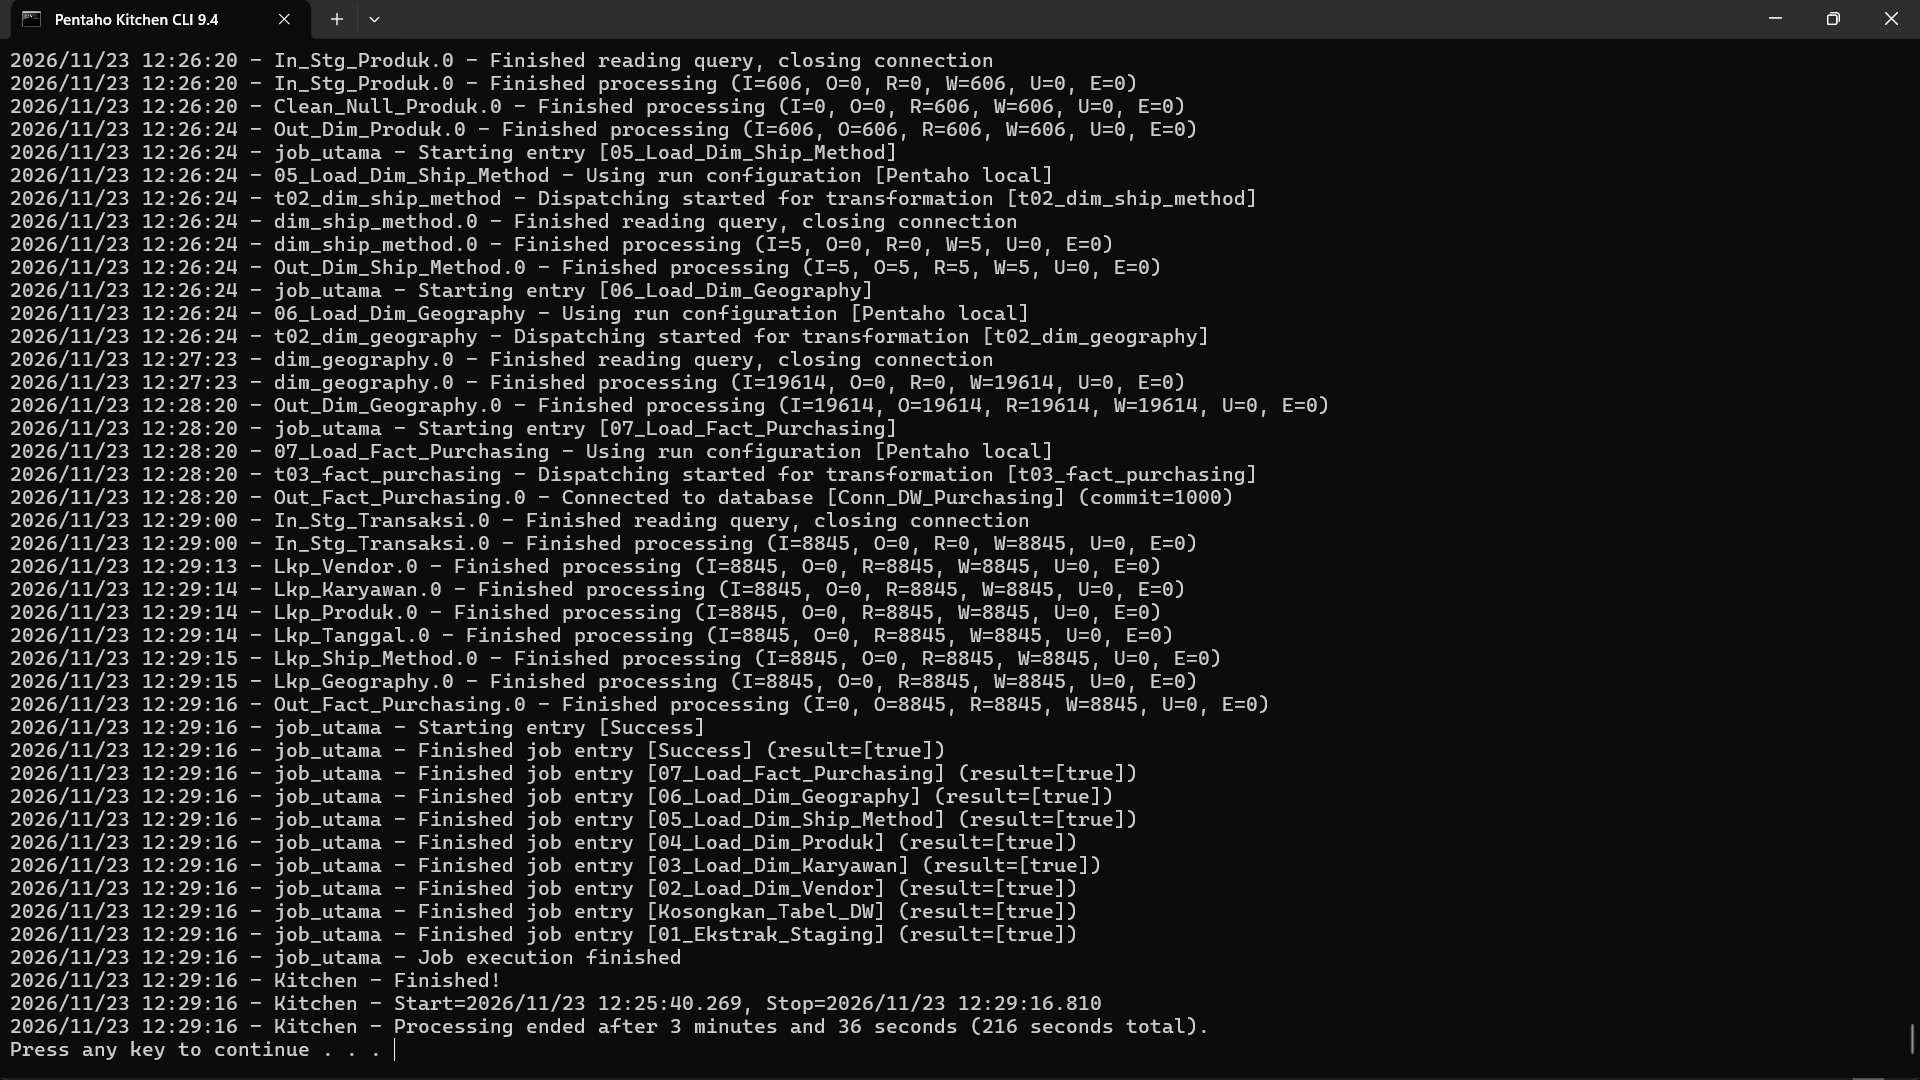 Pentaho Kitchen CLI 9.4
2026/11/23 12:26:20 - In_Stg_Produk.0 - Finished reading query, closing connection
2026/11/23 12:26:20 - In_Stg_Produk.0 - Finished processing (I=606, O=0, R=0, W=606, U=0, E=0)
2026/11/23 12:26:20 - Clean_Null_Produk.0 - Finished processing (I=0, O=0, R=606, W=606, U=0, E=0)
2026/11/23 12:26:24 - Out_Dim_Produk.0 - Finished processing (I=606, O=606, R=606, W=606, U=0, E=0)
2026/11/23 12:26:24 - job_utama - Starting entry [05_Load_Dim_Ship_Method]
2026/11/23 12:26:24 - 05_Load_Dim_Ship_Method - Using run configuration [Pentaho local]
2026/11/23 12:26:24 - t02_dim_ship_method - Dispatching started for transformation [t02_dim_ship_method]
2026/11/23 12:26:24 - dim_ship_method.0 - Finished reading query, closing connection
2026/11/23 12:26:24 - dim_ship_method.0 - Finished processing (I=5, O=0, R=0, W=5, U=0, E=0)
2026/11/23 12:26:24 - Out_Dim_Ship_Method.0 - Finished processing (I=5, O=5, R=5, W=5, U=0, E=0)
2026/11/23 12:26:24 - job_utama - Starting entry [06_Load_Dim_Geography]
2026/11/23 12:26:24 - 06_Load_Dim_Geography - Using run configuration [Pentaho local]
2026/11/23 12:26:24 - t02_dim_geography - Dispatching started for transformation [t02_dim_geography]
2026/11/23 12:27:23 - dim_geography.0 - Finished reading query, closing connection
2026/11/23 12:27:23 - dim_geography.0 - Finished processing (I=19614, O=0, R=0, W=19614, U=0, E=0)
2026/11/23 12:28:20 - Out_Dim_Geography.0 - Finished processing (I=19614, O=19614, R=19614, W=19614, U=0, E=0)
2026/11/23 12:28:20 - job_utama - Starting entry [07_Load_Fact_Purchasing]
2026/11/23 12:28:20 - 07_Load_Fact_Purchasing - Using run configuration [Pentaho local]
2026/11/23 12:28:20 - t03_fact_purchasing - Dispatching started for transformation [t03_fact_purchasing]
2026/11/23 12:28:20 - Out_Fact_Purchasing.0 - Connected to database [Conn_DW_Purchasing] (commit=1000)
2026/11/23 12:29:00 - In_Stg_Transaksi.0 - Finished reading query, closing connection
2026/11/23 12:29:00 - In_Stg_Transaksi.0 - Finished processing (I=8845, O=0, R=0, W=8845, U=0, E=0)
2026/11/23 12:29:13 - Lkp_Vendor.0 - Finished processing (I=8845, O=0, R=8845, W=8845, U=0, E=0)
2026/11/23 12:29:14 - Lkp_Karyawan.0 - Finished processing (I=8845, O=0, R=8845, W=8845, U=0, E=0)
2026/11/23 12:29:14 - Lkp_Produk.0 - Finished processing (I=8845, O=0, R=8845, W=8845, U=0, E=0)
2026/11/23 12:29:14 - Lkp_Tanggal.0 - Finished processing (I=8845, O=0, R=8845, W=8845, U=0, E=0)
2026/11/23 12:29:15 - Lkp_Ship_Method.0 - Finished processing (I=8845, O=0, R=8845, W=8845, U=0, E=0)
2026/11/23 12:29:15 - Lkp_Geography.0 - Finished processing (I=8845, O=0, R=8845, W=8845, U=0, E=0)
2026/11/23 12:29:16 - Out_Fact_Purchasing.0 - Finished processing (I=0, O=8845, R=8845, W=8845, U=0, E=0)
2026/11/23 12:29:16 - job_utama - Starting entry [Success]
2026/11/23 12:29:16 - job_utama - Finished job entry [Success] (result=[true])
2026/11/23 12:29:16 - job_utama - Finished job entry [07_Load_Fact_Purchasing] (result=[true])
2026/11/23 12:29:16 - job_utama - Finished job entry [06_Load_Dim_Geography] (result=[true])
2026/11/23 12:29:16 - job_utama - Finished job entry [05_Load_Dim_Ship_Method] (result=[true])
2026/11/23 12:29:16 - job_utama - Finished job entry [04_Load_Dim_Produk] (result=[true])
2026/11/23 12:29:16 - job_utama - Finished job entry [03_Load_Dim_Karyawan] (result=[true])
2026/11/23 12:29:16 - job_utama - Finished job entry [02_Load_Dim_Vendor] (result=[true])
2026/11/23 12:29:16 - job_utama - Finished job entry [Kosongkan_Tabel_DW] (result=[true])
2026/11/23 12:29:16 - job_utama - Finished job entry [01_Ekstrak_Staging] (result=[true])
2026/11/23 12:29:16 - job_utama - Job execution finished
2026/11/23 12:29:16 - Kitchen - Finished!
2026/11/23 12:29:16 - Kitchen - Start=2026/11/23 12:25:40.269, Stop=2026/11/23 12:29:16.810
2026/11/23 12:29:16 - Kitchen - Processing ended after 3 minutes and 36 seconds (216 seconds total).
Press any key to continue . . .